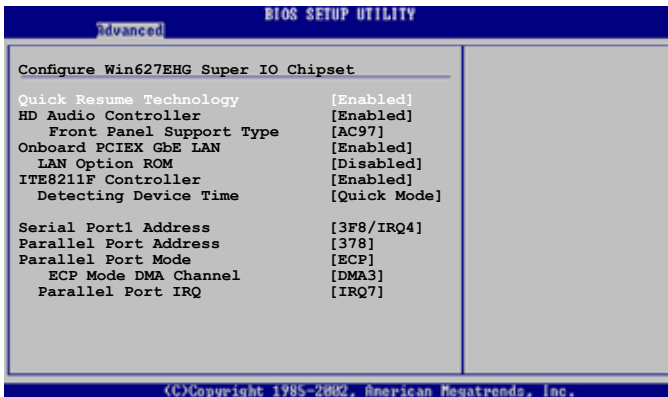 BIOS SETUP UTILITY
Advanced
Configure Win627EHG Super IO Chipset
Quick Resume Technology [Enabled]
HD Audio Controller [Enabled]
Front Panel Support Type [AC97]
Onboard PCIEX GbE LAN [Enabled]
LAN Option ROM [Disabled]
ITE8211F Controller [Enabled]
Detecting Device Time [Quick Mode]
Serial Port1 Address [3F8/IRQ4]
Parallel Port Address [378]
Parallel Port Mode [ECP]
ECP Mode DMA Channel [DMA3]
Parallel Port IRQ [IRQ7]
(C)Copyright 1985-2002, American Megatrends, Inc.